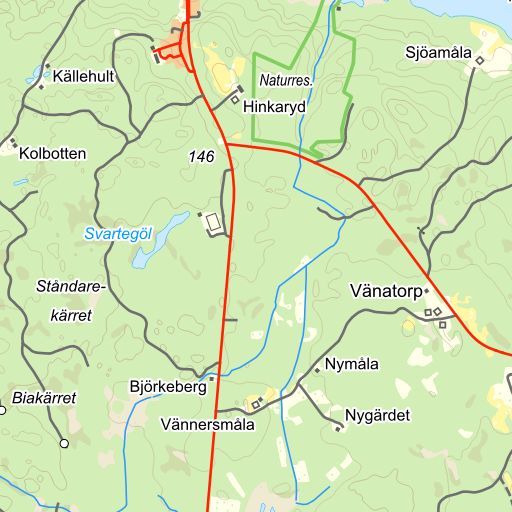 Sjöamåla
Källehult
Naturres.
Hinkaryd
Kolbotten
146
Svartegöl
Ståndare-
kärret
Vänatorp
Nymåla
Björkeberg
Biakärret
Nygärdet
Vännersmåla